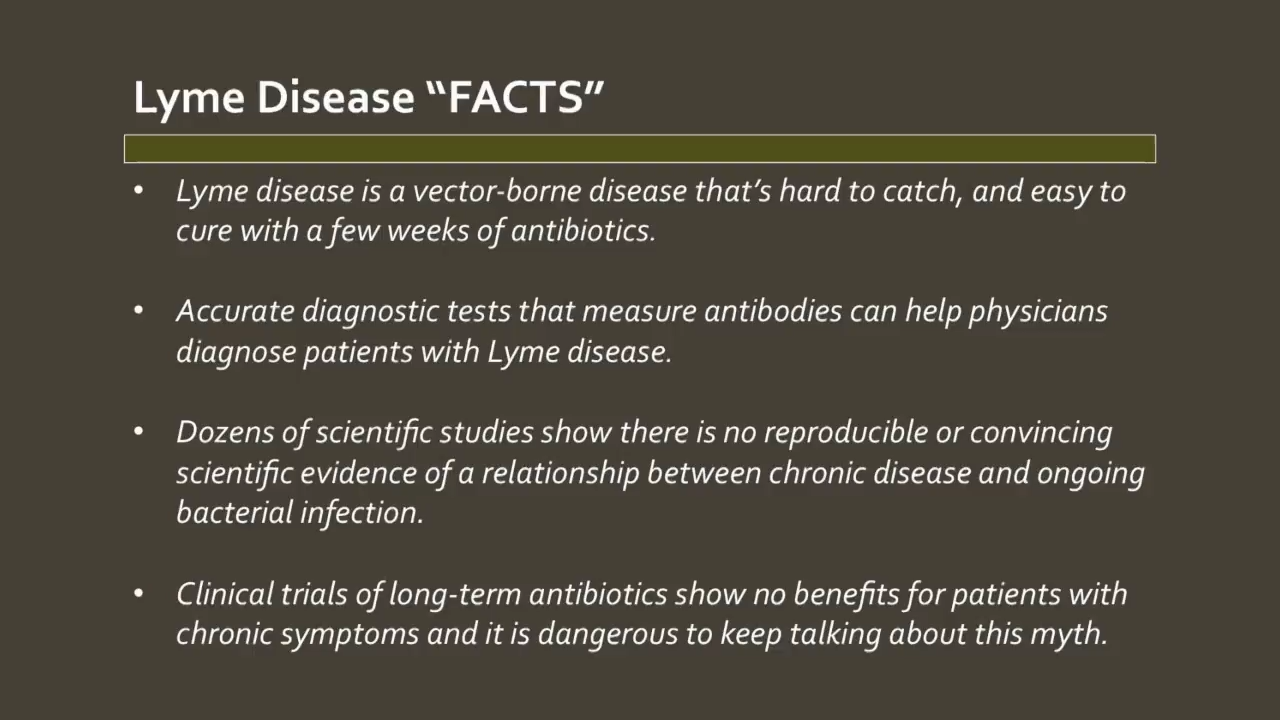 Lyme Disease “FACTS”
• Lyme disease is a vector-borne disease that’s hard to catch, and easy to
cure with a few weeks of antibiotics.
• Accurate diagnostic tests that measure antibodies can help physicians
diagnose patients with Lyme disease.
• Dozens of scientific studies show there is no reproducible or convincing
scientific evidence of a relationship between chronic disease and ongoing
bacterial infection.
• Clinical trials of long-term antibiotics show no benefits for patients with
chronic symptoms and it is dangerous to keep talking about this myth.